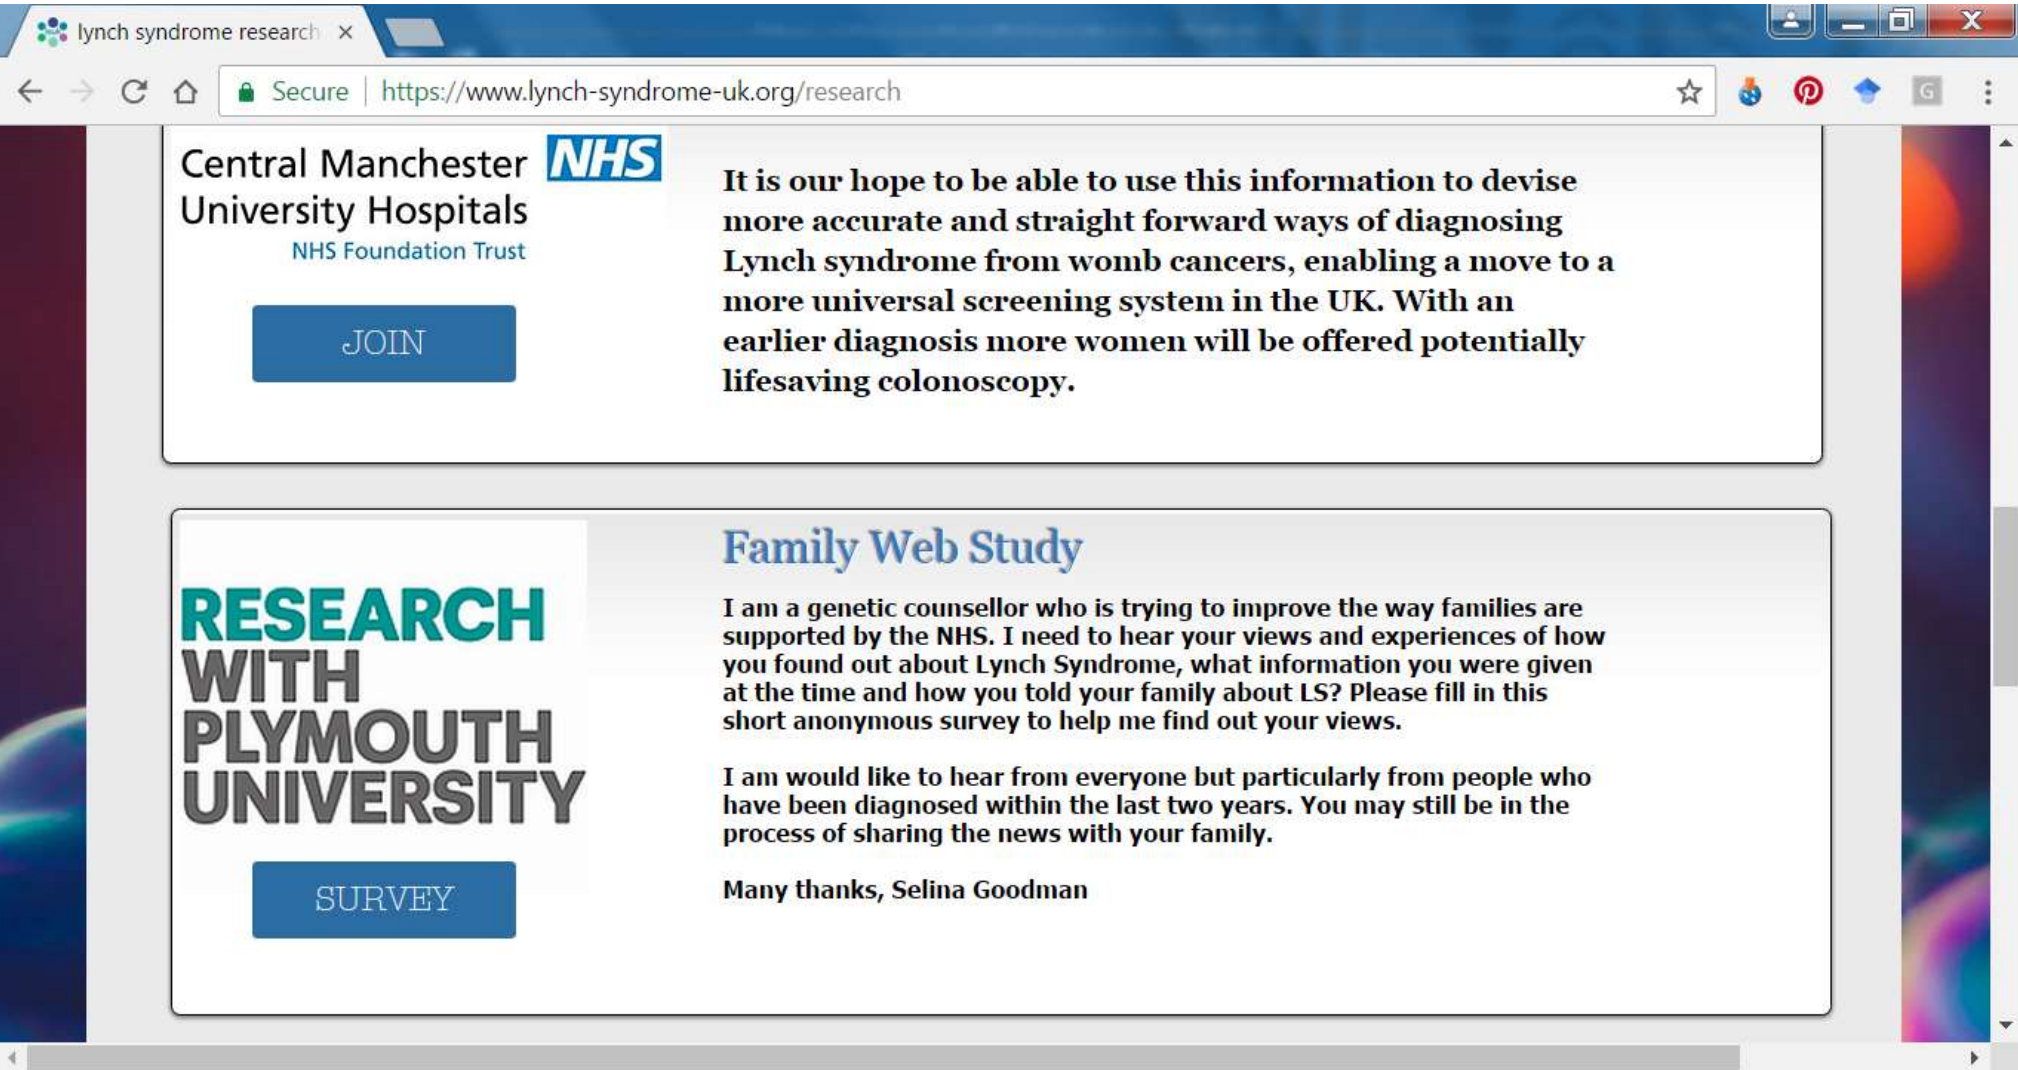 lynch syndrome research
Secure | https://www.lynch-syndrome-uk.org/research
G
Central Manchester NHS
University Hospitals
NHS Foundation Trust
JOIN
It is our hope to be able to use this information to devise
more accurate and straight forward ways of diagnosing
Lynch syndrome from womb cancers, enabling a move to a
more universal screening system in the UK. With an
earlier diagnosis more women will be offered potentially
lifesaving colonoscopy.
RESEARCH
WITH
PLYMOUTH
UNIVERSITY
SURVEY
Family Web Study
I am a genetic counsellor who is trying to improve the way families are
supported by the NHS. I need to hear your views and experiences of how
you found out about Lynch Syndrome, what information you were given
at the time and how you told your family about LS? Please fill in this
short anonymous survey to help me find out your views.
I am would like to hear from everyone but particularly from people who
have been diagnosed within the last two years. You may still be in the
process of sharing the news with your family.
Many thanks, Selina Goodman